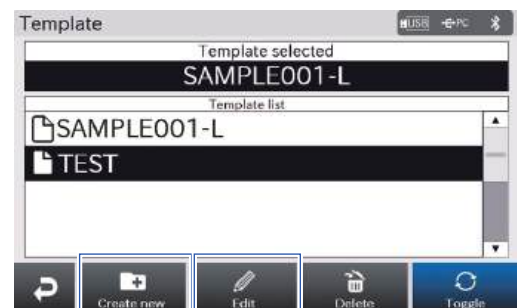 Template USB PC
Template selected
SAMPLE001-L
Template list
SAMPLE001-L
TEST
Create new Edit Delete Toggle